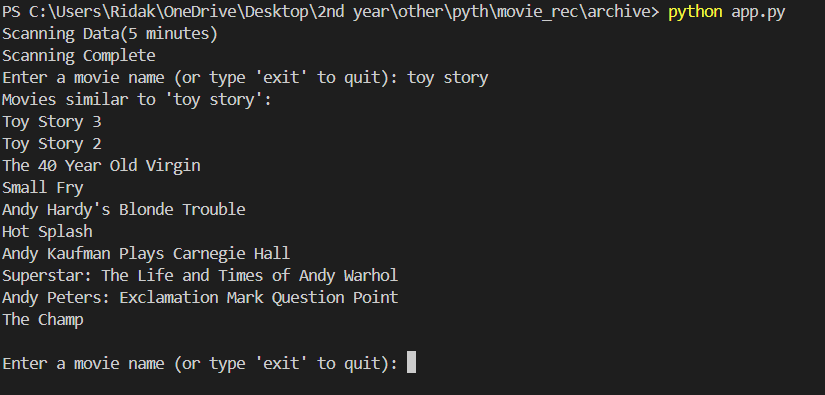 PS C:\Users\Ridak\OneDrive\Desktop\2nd year\other\pyth\movie_rec\archive> python app.py
Scanning Data(5 minutes)
Scanning Complete
Enter a movie name (or type 'exit' to quit): toy story
Movies similar to 'toy story':
Toy Story 3
Toy Story 2
The 40 Year Old Virgin
Small Fry
Andy Hardy's Blonde Trouble
Hot Splash
Andy Kaufman Plays Carnegie Hall
Superstar: The Life and Times of Andy Warhol
Andy Peters: Exclamation Mark Question Point
The Champ
Enter a movie name (or type 'exit' to quit):